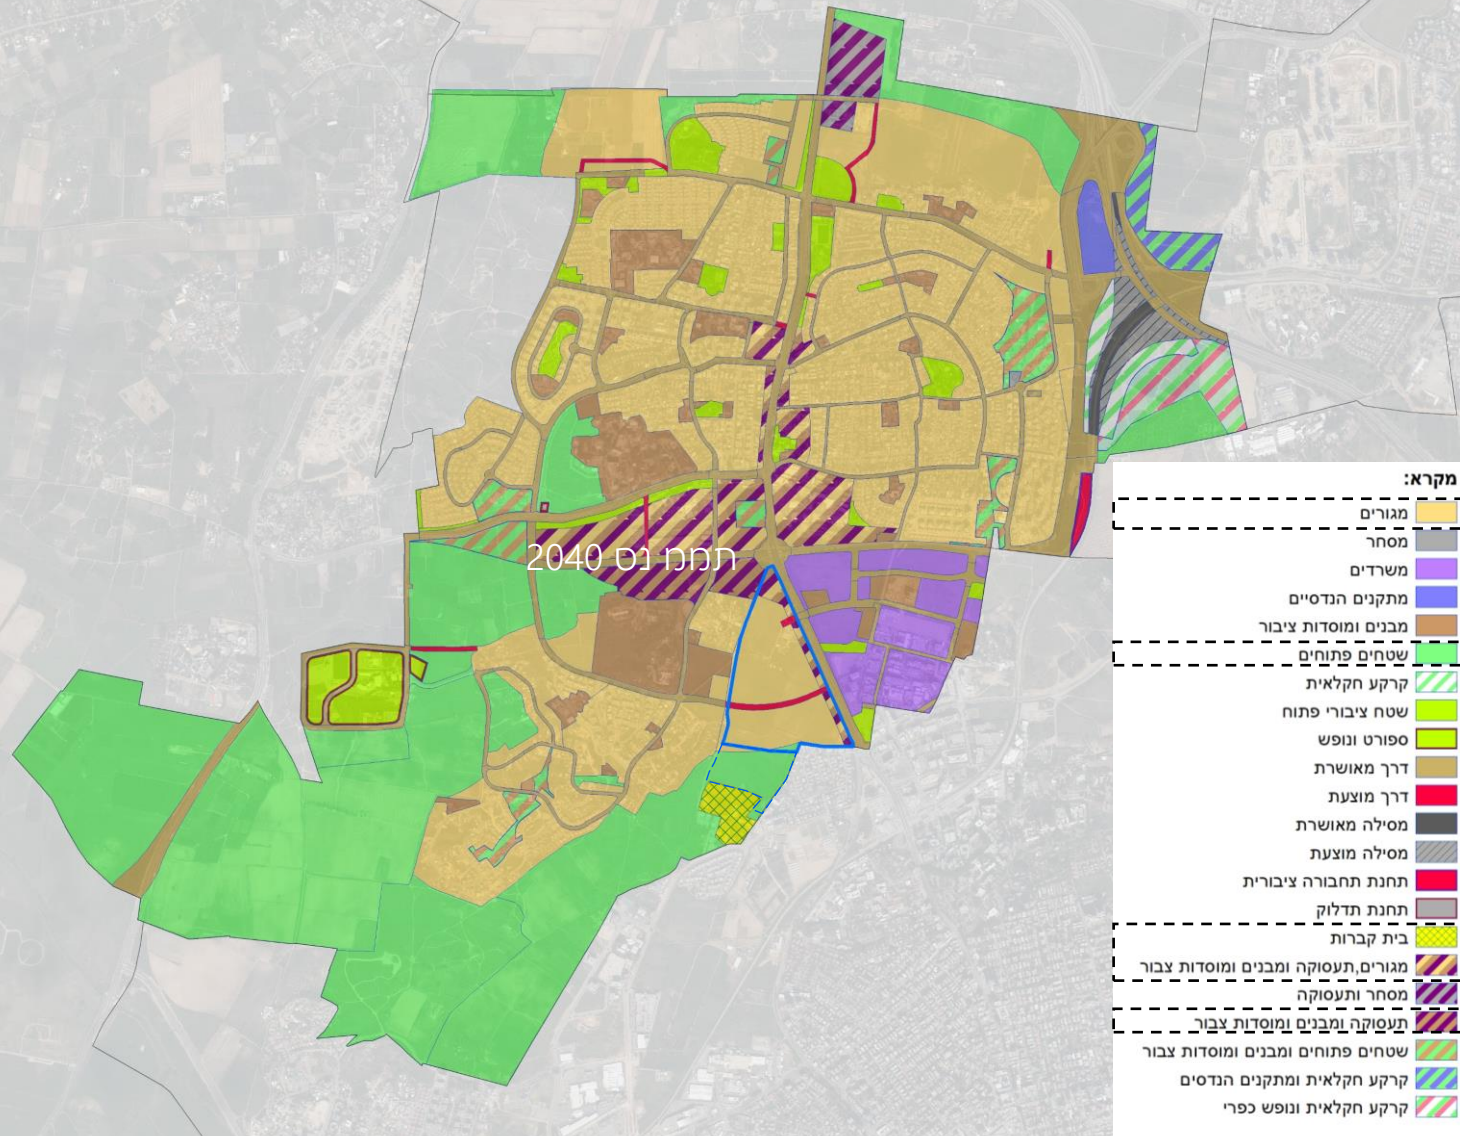 תממ נס 2040
מקרא:
מגורים
מסחר
משרדים
מתקנים הנדסיים
מבנים ומוסדות ציבור
שטחים פתוחים
קרקע חקלאית
שטח ציבורי פתוח
ספורט ונופש
דרך מאושרת
דרך מוצעת
מסילה מאושרת
מסילה מוצעת
תחנת תחבורה ציבורית
תחנת תדלוק
בית קברות
מגורים,תעסוקה ומבנים ומוסדות צבור
מסחר ותעסוקה
תעסוקה ומבנים ומוסדות צבור
שטחים פתוחים ומבנים ומוסדות צבור
קרקע חקלאית ומתקנים הנדסים
קרקע חקלאית ונופש כפרי